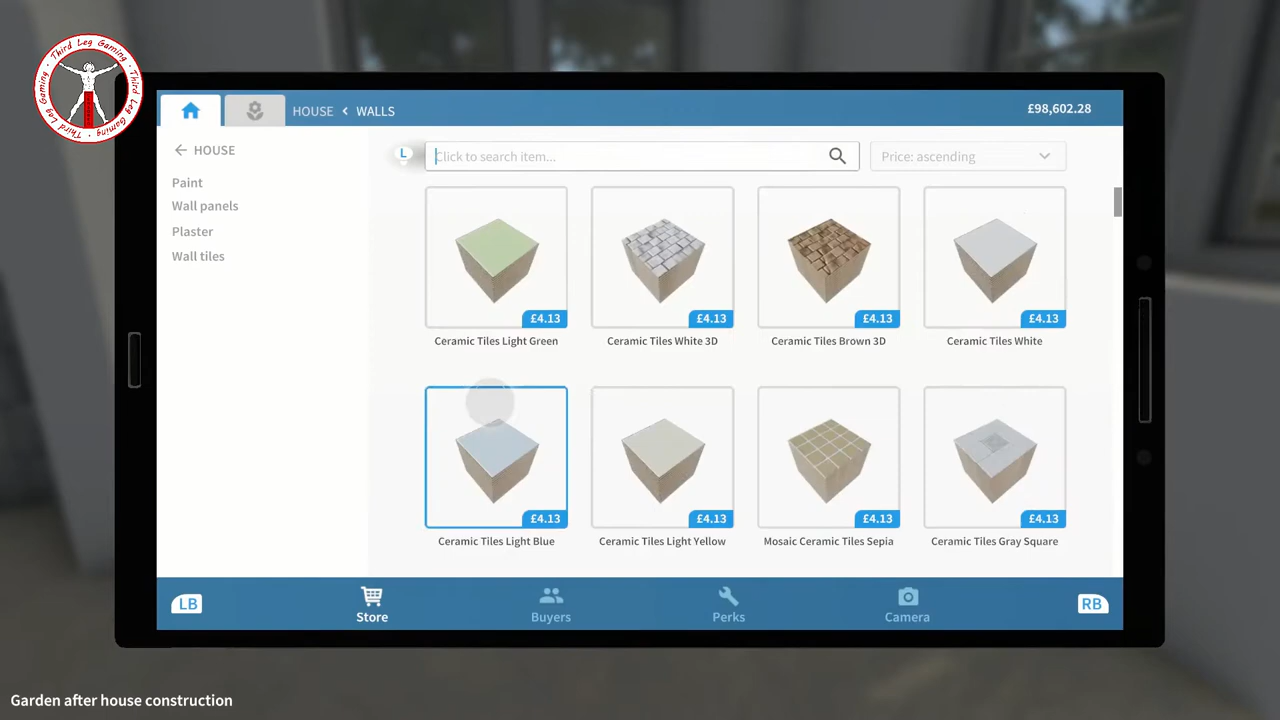 Third Leg Gaming · Third Leg Gaming · Third Leg Gaming ·
HOUSE < WALLS
£98,602.28
← HOUSE
Paint
Wall panels
Plaster
Wall tiles
L
Click to search item...
Price: ascending
£4.13
£4.13
£4.13
£4.13
Ceramic Tiles Light Green
Ceramic Tiles White 3D
Ceramic Tiles Brown 3D
Ceramic Tiles White
£4.13
£4.13
£4.13
£4.13
Ceramic Tiles Light Blue
Ceramic Tiles Light Yellow
Mosaic Ceramic Tiles Sepia
Ceramic Tiles Gray Square
LB
Store
Buyers
Perks
Camera
RB
Garden after house construction